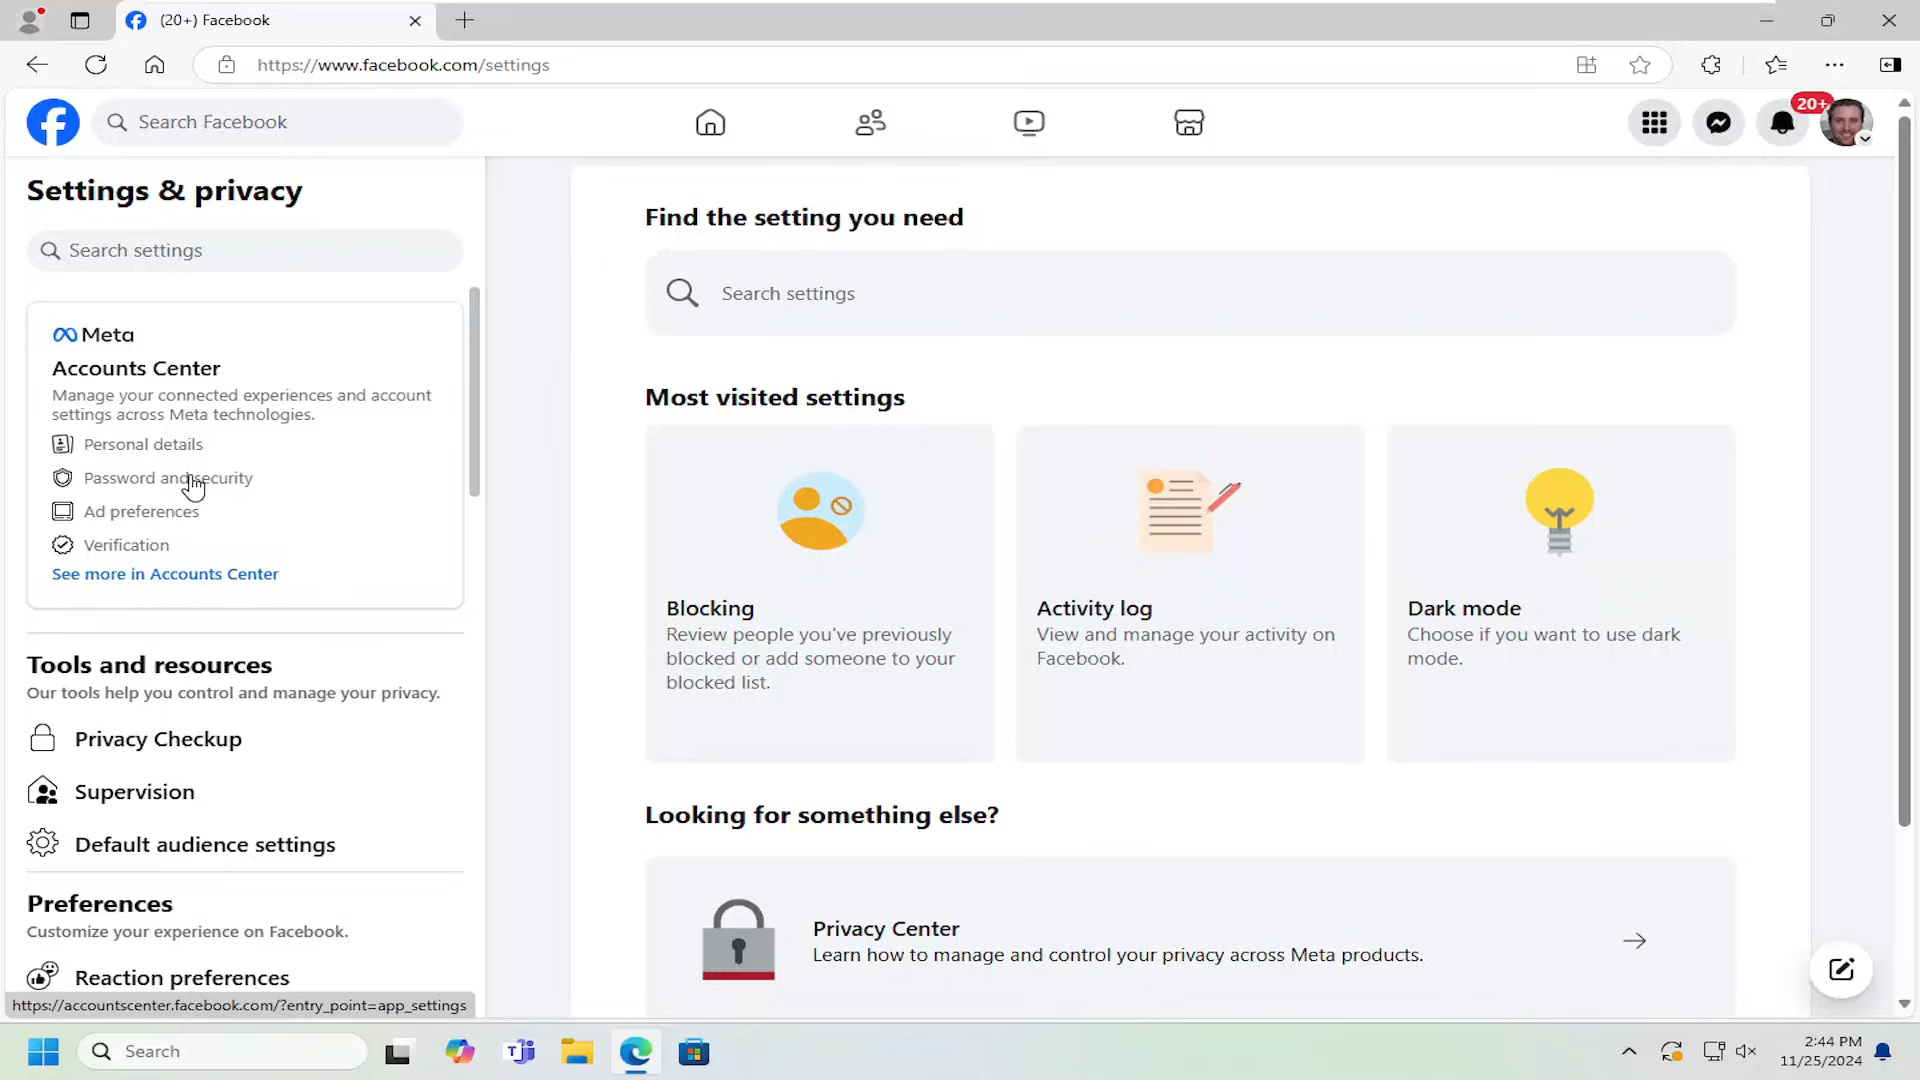 (20+) Facebook
https://www.facebook.com/settings
Search Facebook
20+
Settings & privacy
Search settings
Meta
Accounts Center
Manage your connected experiences and account
settings across Meta technologies.
Personal details
Password and security
Ad preferences
Verification
See more in Accounts Center
Tools and resources
Our tools help you control and manage your privacy.
Privacy Checkup
Supervision
Default audience settings
Preferences
Customize your experience on Facebook.
Reaction preferences
https://accountscenter.facebook.com/?entry_point=app_settings
Find the setting you need
Search settings
Most visited settings
Blocking
Review people you've previously
blocked or add someone to your
blocked list.
Activity log
View and manage your activity on
Facebook.
Dark mode
Choose if you want to use dark
mode.
Looking for something else?
Privacy Center
Learn how to manage and control your privacy across Meta products.
Search
2:44 PM
11/25/2024